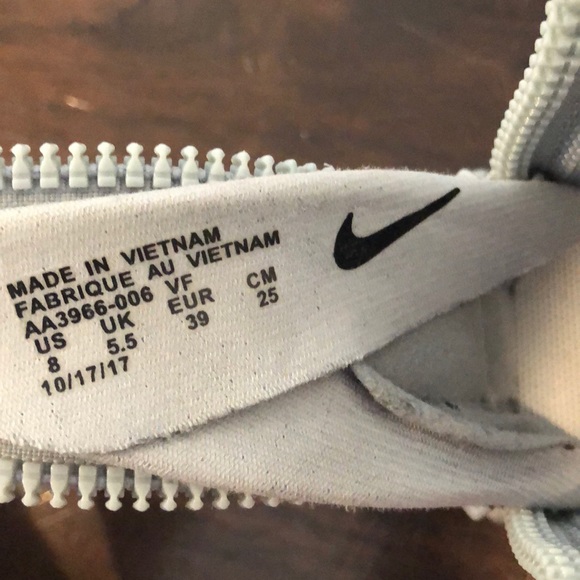 MADE IN VIETNAM
FABRIQUE AU VIETNAM
AA3966-006 VF
US UK EUR CM
8 5.5 39 25
10/17/17